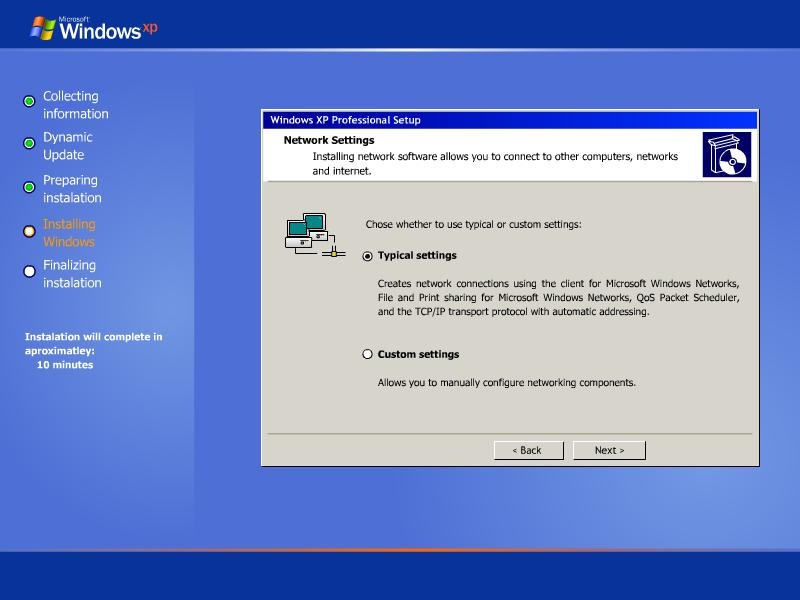 Microsoft
Windows xp
Collecting
information
Dynamic
Update
Preparing
instalation
Installing
Windows
Finalizing
instalation
Instalation will complete in
aproximatley:
10 minutes
Windows XP Professional Setup
Network Settings
Installing network software allows you to connect to other computers, networks
and internet.
Chose whether to use typical or custom settings:
Typical settings
Creates network connections using the client for Microsoft Windows Networks,
File and Print sharing for Microsoft Windows Networks, QoS Packet Scheduler,
and the TCP/IP transport protocol with automatic addressing.
Custom settings
Allows you to manually configure networking components.
< Back
Next >